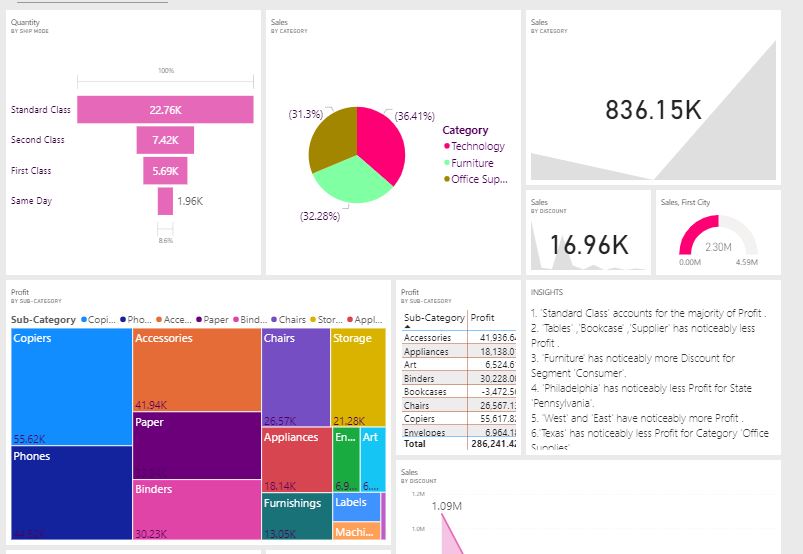 Quantity
BY SHIP MODE
100%
Standard Class
22.76K
Second Class
7.42K
First Class
5.69K
Same Day
1.96K
8.6%
Sales
BY CATEGORY
(31.3%)
(36.41%)
(32.28%)
Category
Technology
Furniture
Office Sup...
Sales
BY CATEGORY
836.15K
Sales
BY DISCOUNT
16.96K
Sales, First City
2.30M
0.00M
4.59M
Profit
BY SUB-CATEGORY
Sub-Category Copi... Pho... Acce... Paper Bind... Chairs Stor... Appl...
Copiers
55.62K
Phones
Accessories
41.94K
Paper
Binders
30.23K
Chairs
26.57K
Storage
21.28K
Appliances
18.14K
En...
6.9...
Art
6....
Furnishings
13.05K
Labels
Machi...
Profit
BY SUB-CATEGORY
Sub-Category Profit
Accessories 41,936.6
Appliances 18,138.0
Art 6,524.6
Binders 30,228.0
Bookcases -3,472.5
Chairs 26,567.1
Copiers 55,617.8
Envelopes 6,964.1
Total 286,241.4
INSIGHTS
1. 'Standard Class' accounts for the majority of Profit .
2. 'Tables' ,'Bookcase' ,'Supplier' has noticeably less
Profit .
3. 'Furniture' has noticeably more Discount for
Segment 'Consumer'.
4. 'Philadelphia' has noticeably less Profit for State
'Pennsylvania'.
5. 'West' and 'East' have noticeably more Profit .
6.'Texas' has noticeably less Profit for Category 'Office
Supplies'.
Sales
BY DISCOUNT
1.2M
1.09M
1.0M